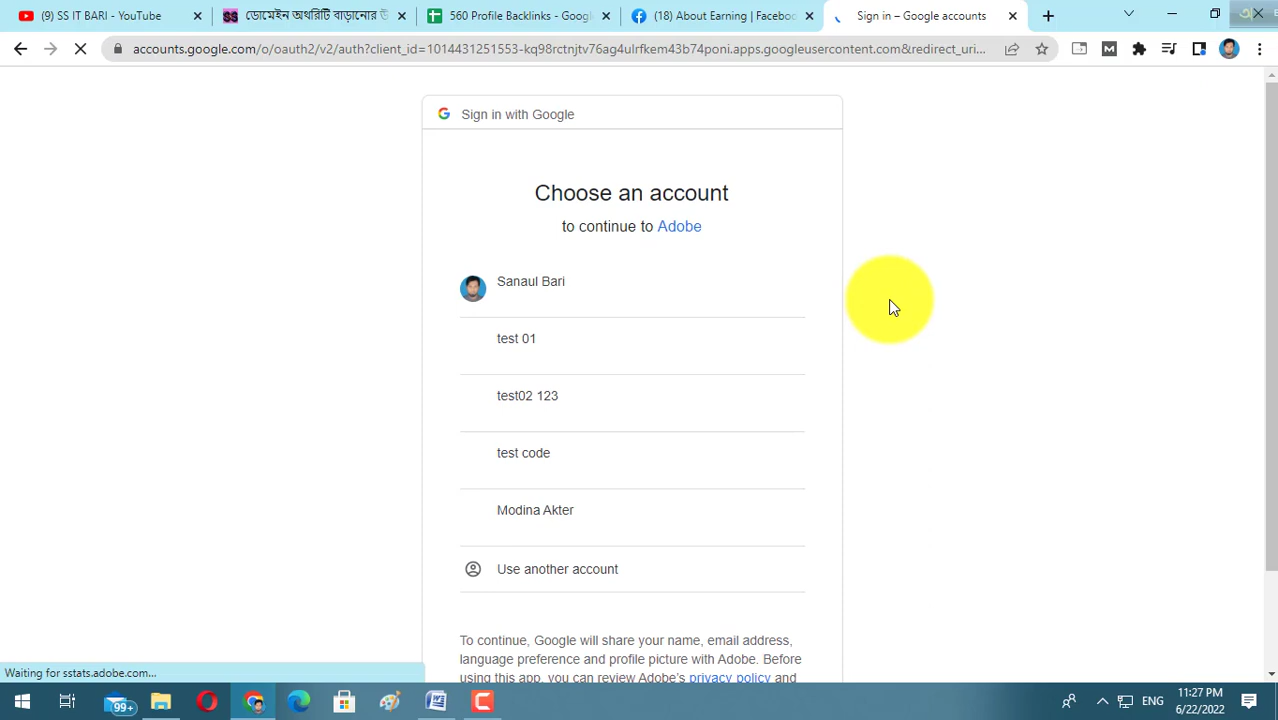 (9) SS IT BARI - YouTube
ডোমেইন অথরিটি বাড়ানোর উ
560 Profile Backlinks - Googl
(18) About Earning | Facebook
Sign in – Google accounts
accounts.google.com/o/oauth2/v2/auth?client_id=1014431251553-kq98rctnjtv76ag4ulrfkem43b74poni.apps.googleusercontent.com&redirect_uri...
Sign in with Google
Choose an account
to continue to Adobe
Sanaul Bari
test 01
test02 123
test code
Modina Akter
Use another account
To continue, Google will share your name, email address,
language preference and profile picture with Adobe. Before
using this app, you can review Adobe's privacy policy and
Waiting for sstats.adobe.com...
99+
ENG
11:27 PM
6/22/2022